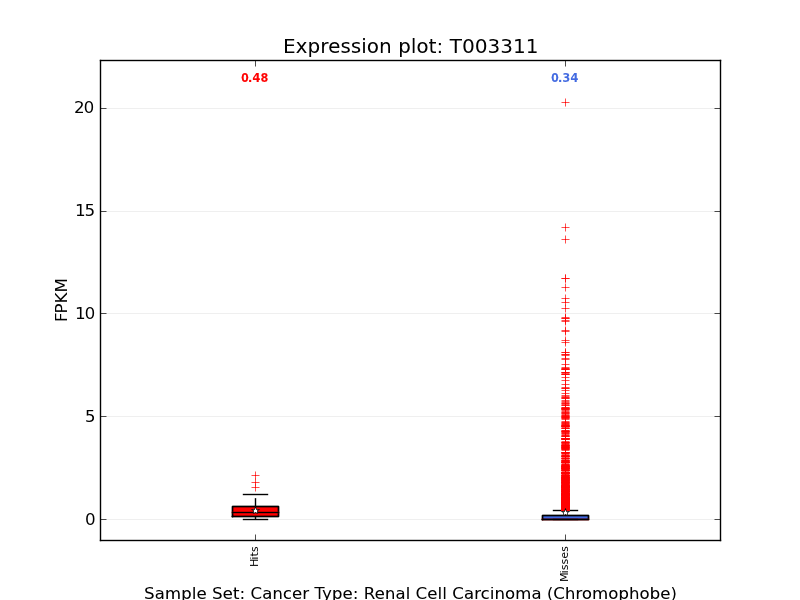 Expression plot: T003311
0.48
0.34
20
15
10
5
0
FPKM
Hits
Misses
Sample Set: Cancer Type: Renal Cell Carcinoma (Chromophobe)